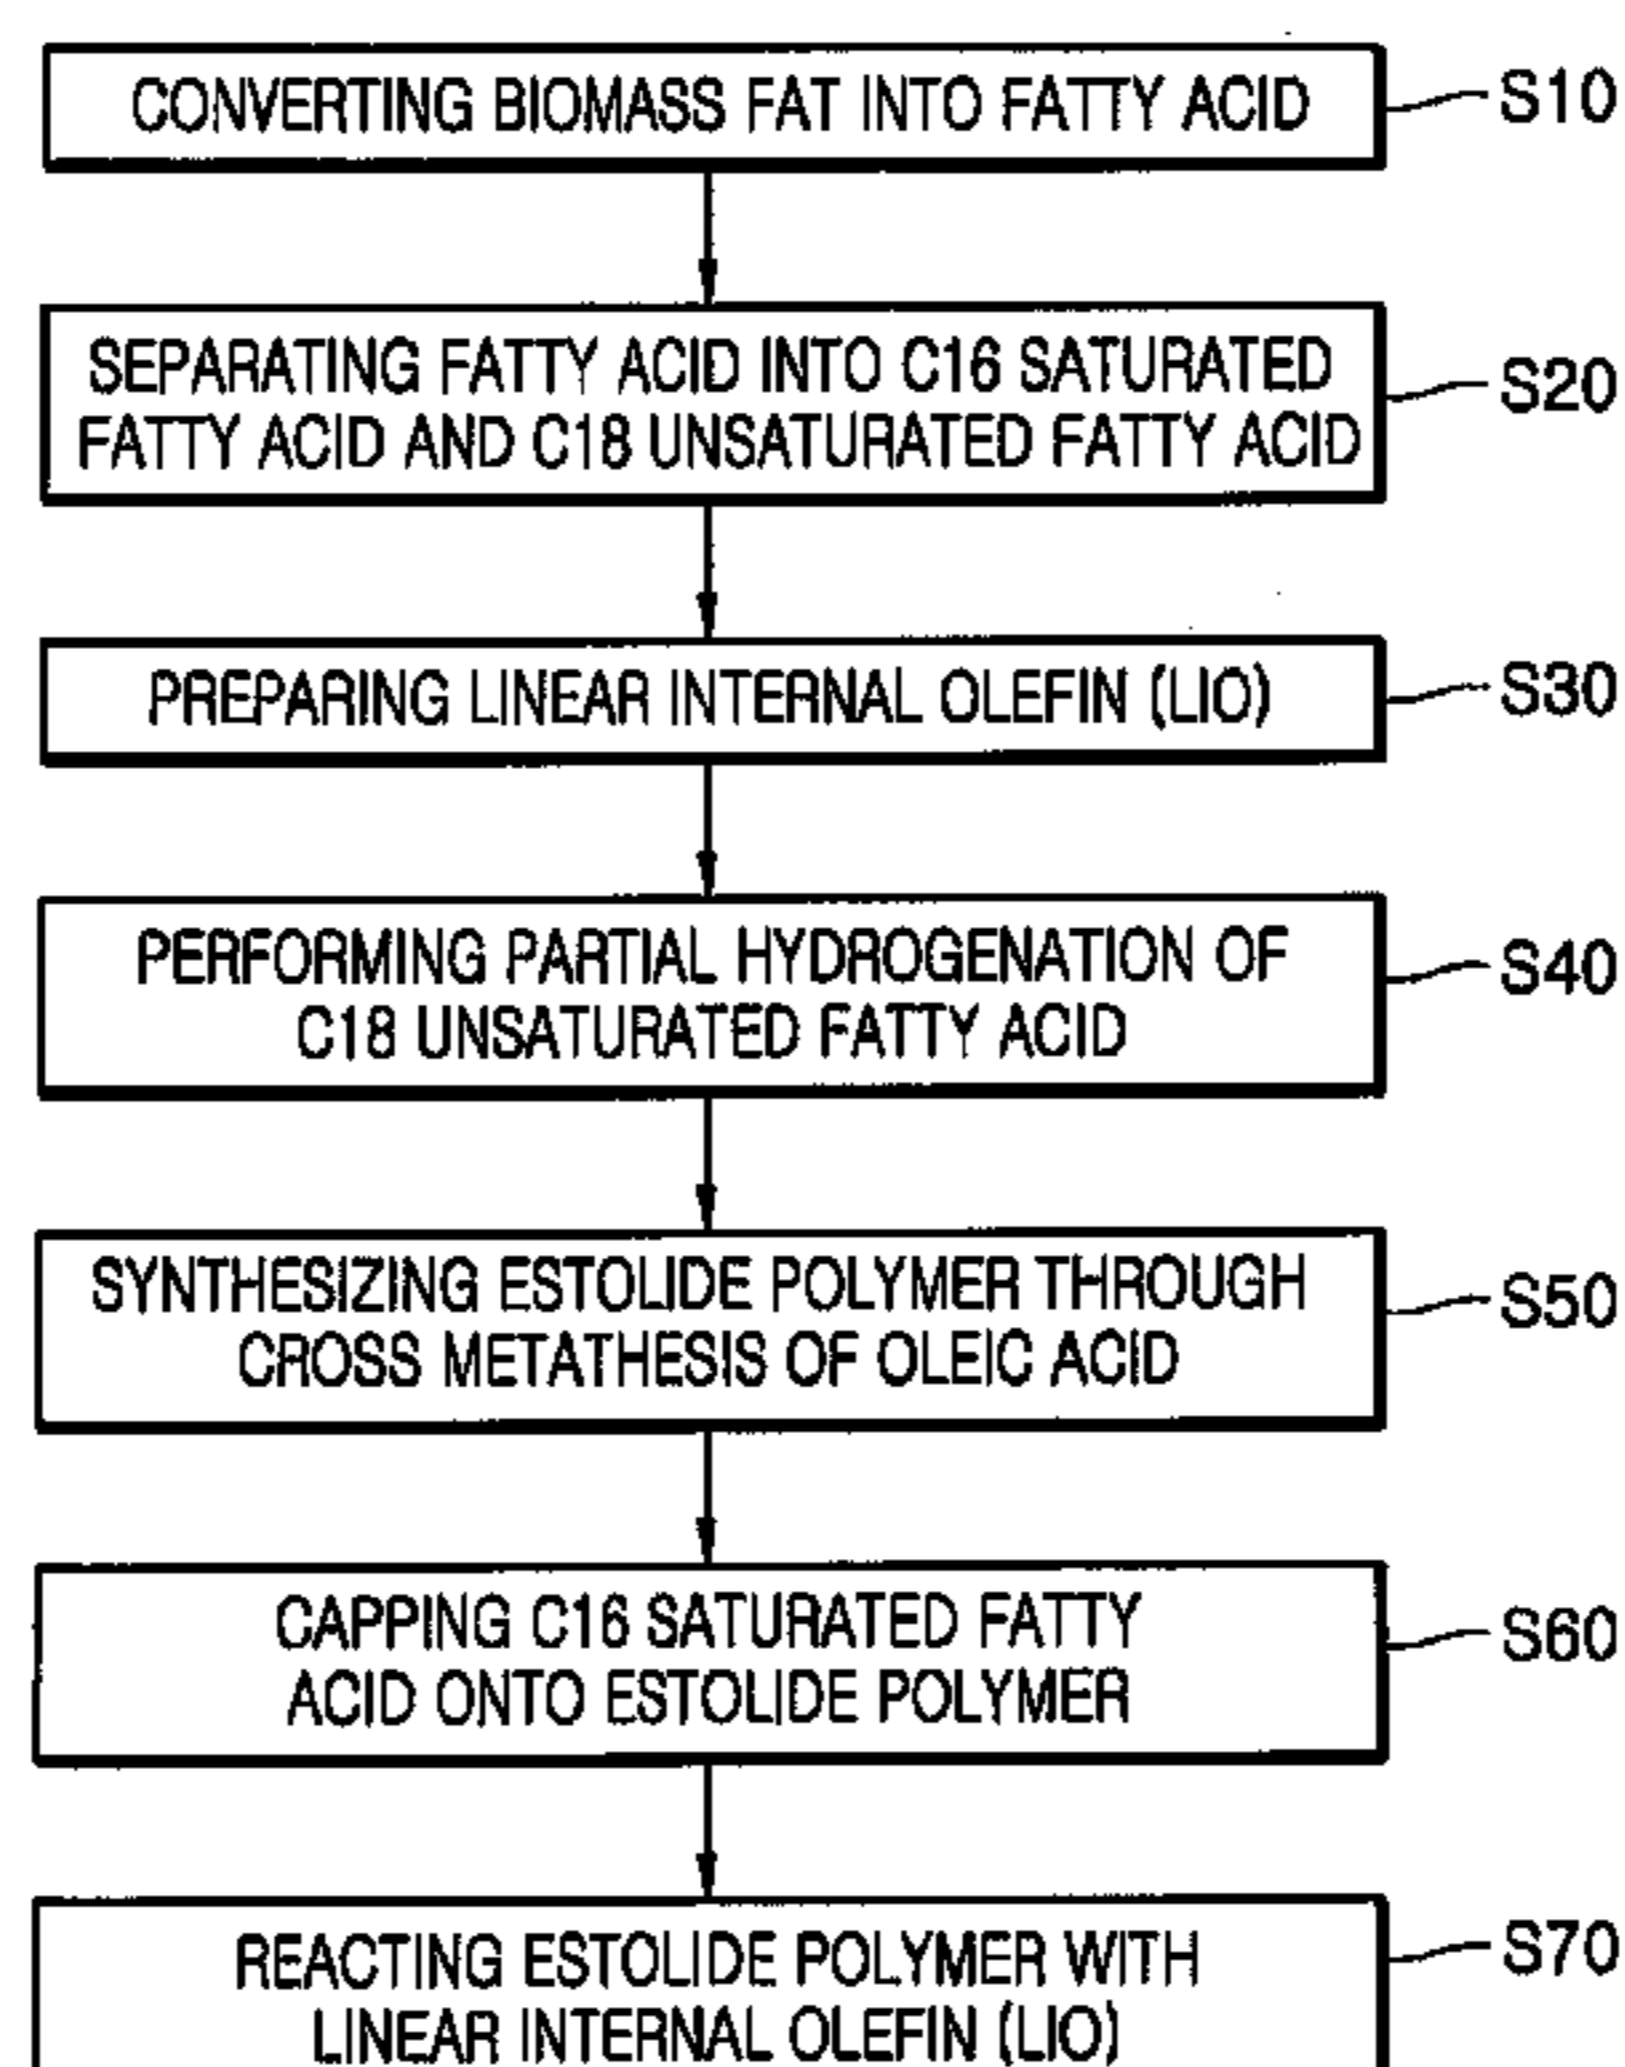 CONVERTING BIOMASS FAT INTO FATTY ACID
S10
SEPARATING FATTY ACID INTO C16 SATURATED
FATTY ACID AND C18 UNSATURATED FATTY ACID
S20
PREPARING LINEAR INTERNAL OLEFIN (LIO)
S30
PERFORMING PARTIAL HYDROGENATION OF
C18 UNSATURATED FATTY ACID
S40
SYNTHESIZING ESTOLIDE POLYMER THROUGH
CROSS METATHESIS OF OLEIC ACID
S50
CAPPING C16 SATURATED FATTY
ACID ONTO ESTOLIDE POLYMER
S60
REACTING ESTOLIDE POLYMER WITH
LINEAR INTERNAL OLEFIN (LIO)
S70